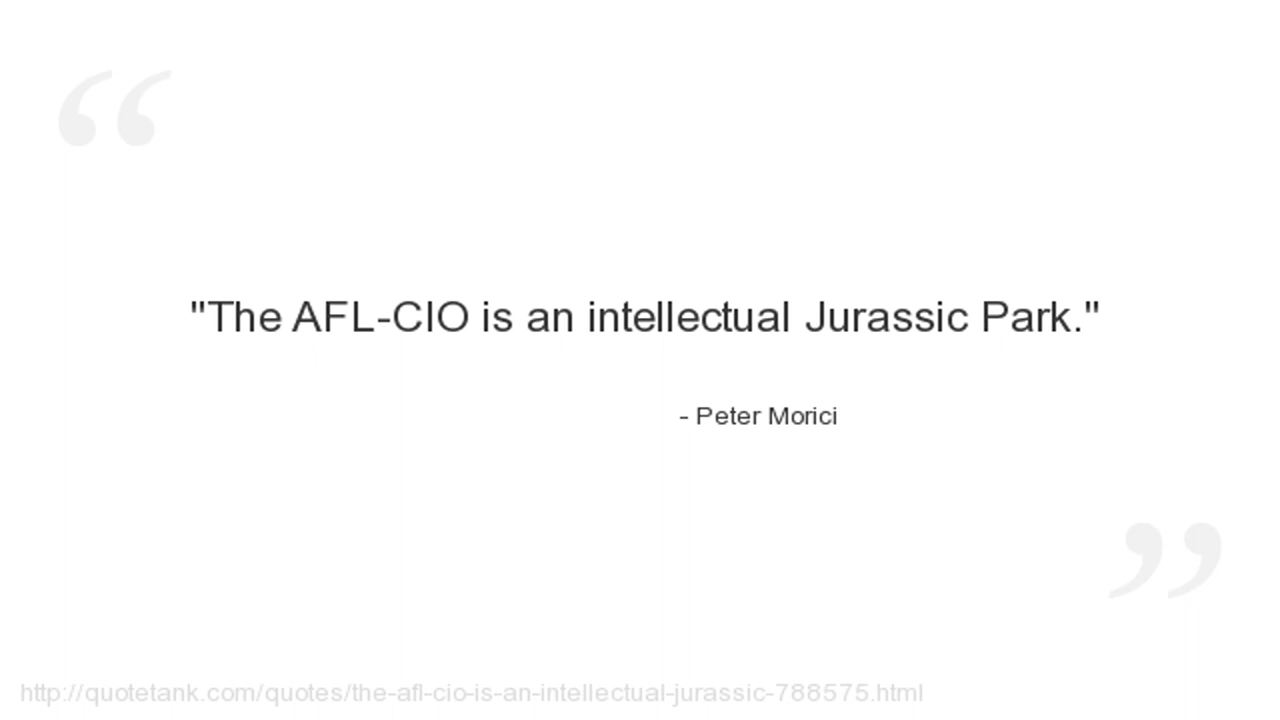 "The AFL-CIO is an intellectual Jurassic Park."
- Peter Morici
http://quotetank.com/quotes/the-afl-cio-is-an-intellectual-jurassic-788575.html